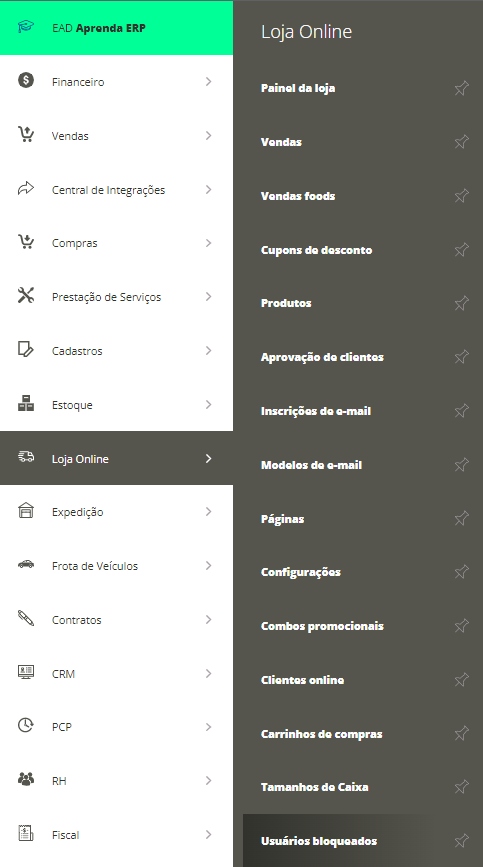 EAD Aprenda ERP
Financeiro
Vendas
Central de Integrações
Compras
Prestação de Serviços
Cadastros
Estoque
Loja Online
Expedição
Frota de Veículos
Contratos
CRM
PCP
RH
Fiscal
Loja Online
Painel da loja
Vendas
Vendas foods
Cupons de desconto
Produtos
Aprovação de clientes
Inscrições de e-mail
Modelos de e-mail
Páginas
Configurações
Combos promocionais
Clientes online
Carrinhos de compras
Tamanhos de Caixa
Usuários bloqueados